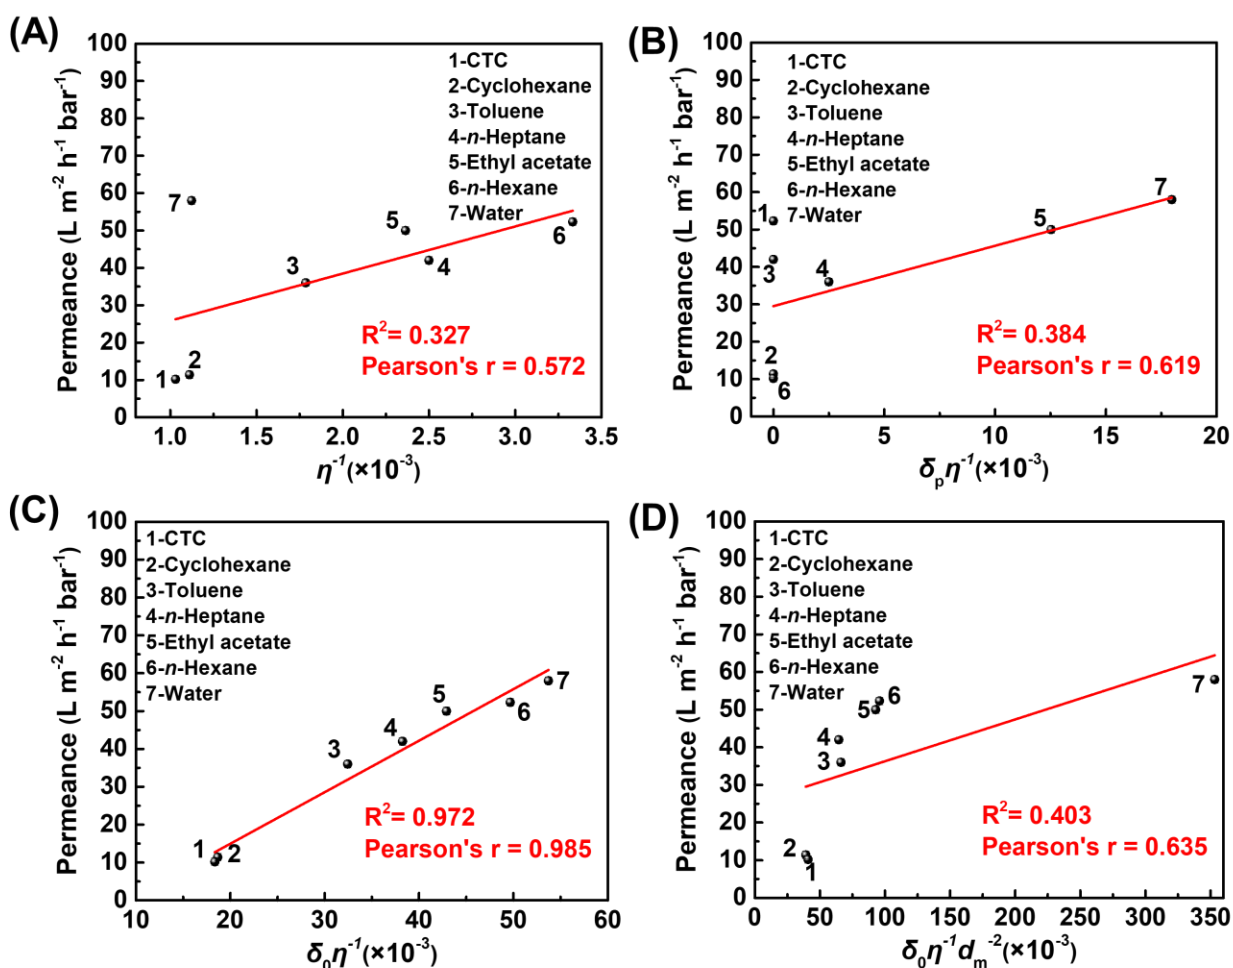 (A)
100
90
80
70
60
50
40
30
20
10
0
Permeance (L m⁻² h⁻¹ bar⁻¹)
1-CTC
2-Cyclohexane
3-Toluene
4-n-Heptane
5-Ethyl acetate
6-n-Hexane
7-Water
7
5
3
4
6
2
1
R²= 0.327
Pearson's r = 0.572
1.0 1.5 2.0 2.5 3.0 3.5
η⁻¹(×10⁻³)
(B)
100
90
80
70
60
50
40
30
20
10
0
Permeance (L m⁻² h⁻¹ bar⁻¹)
1-CTC
2-Cyclohexane
3-Toluene
4-n-Heptane
5-Ethyl acetate
6-n-Hexane
7-Water
7
1
5
3
4
2
6
R²= 0.384
Pearson's r = 0.619
0 5 10 15 20
δₚη⁻¹(×10⁻³)
(C)
100
90
80
70
60
50
40
30
20
10
0
Permeance (L m⁻² h⁻¹ bar⁻¹)
1-CTC
2-Cyclohexane
3-Toluene
4-n-Heptane
5-Ethyl acetate
6-n-Hexane
7-Water
7
5
6
4
3
1 2
R²= 0.972
Pearson's r = 0.985
10 20 30 40 50 60
δ₀η⁻¹(×10⁻³)
(D)
100
90
80
70
60
50
40
30
20
10
0
Permeance (L m⁻² h⁻¹ bar⁻¹)
1-CTC
2-Cyclohexane
3-Toluene
4-n-Heptane
5-Ethyl acetate
6-n-Hexane
7-Water
7
6
5
4
3
2
1
R²= 0.403
Pearson's r = 0.635
0 50 100 150 200 250 300 350
δ₀η⁻¹dₘ⁻²(×10⁻³)